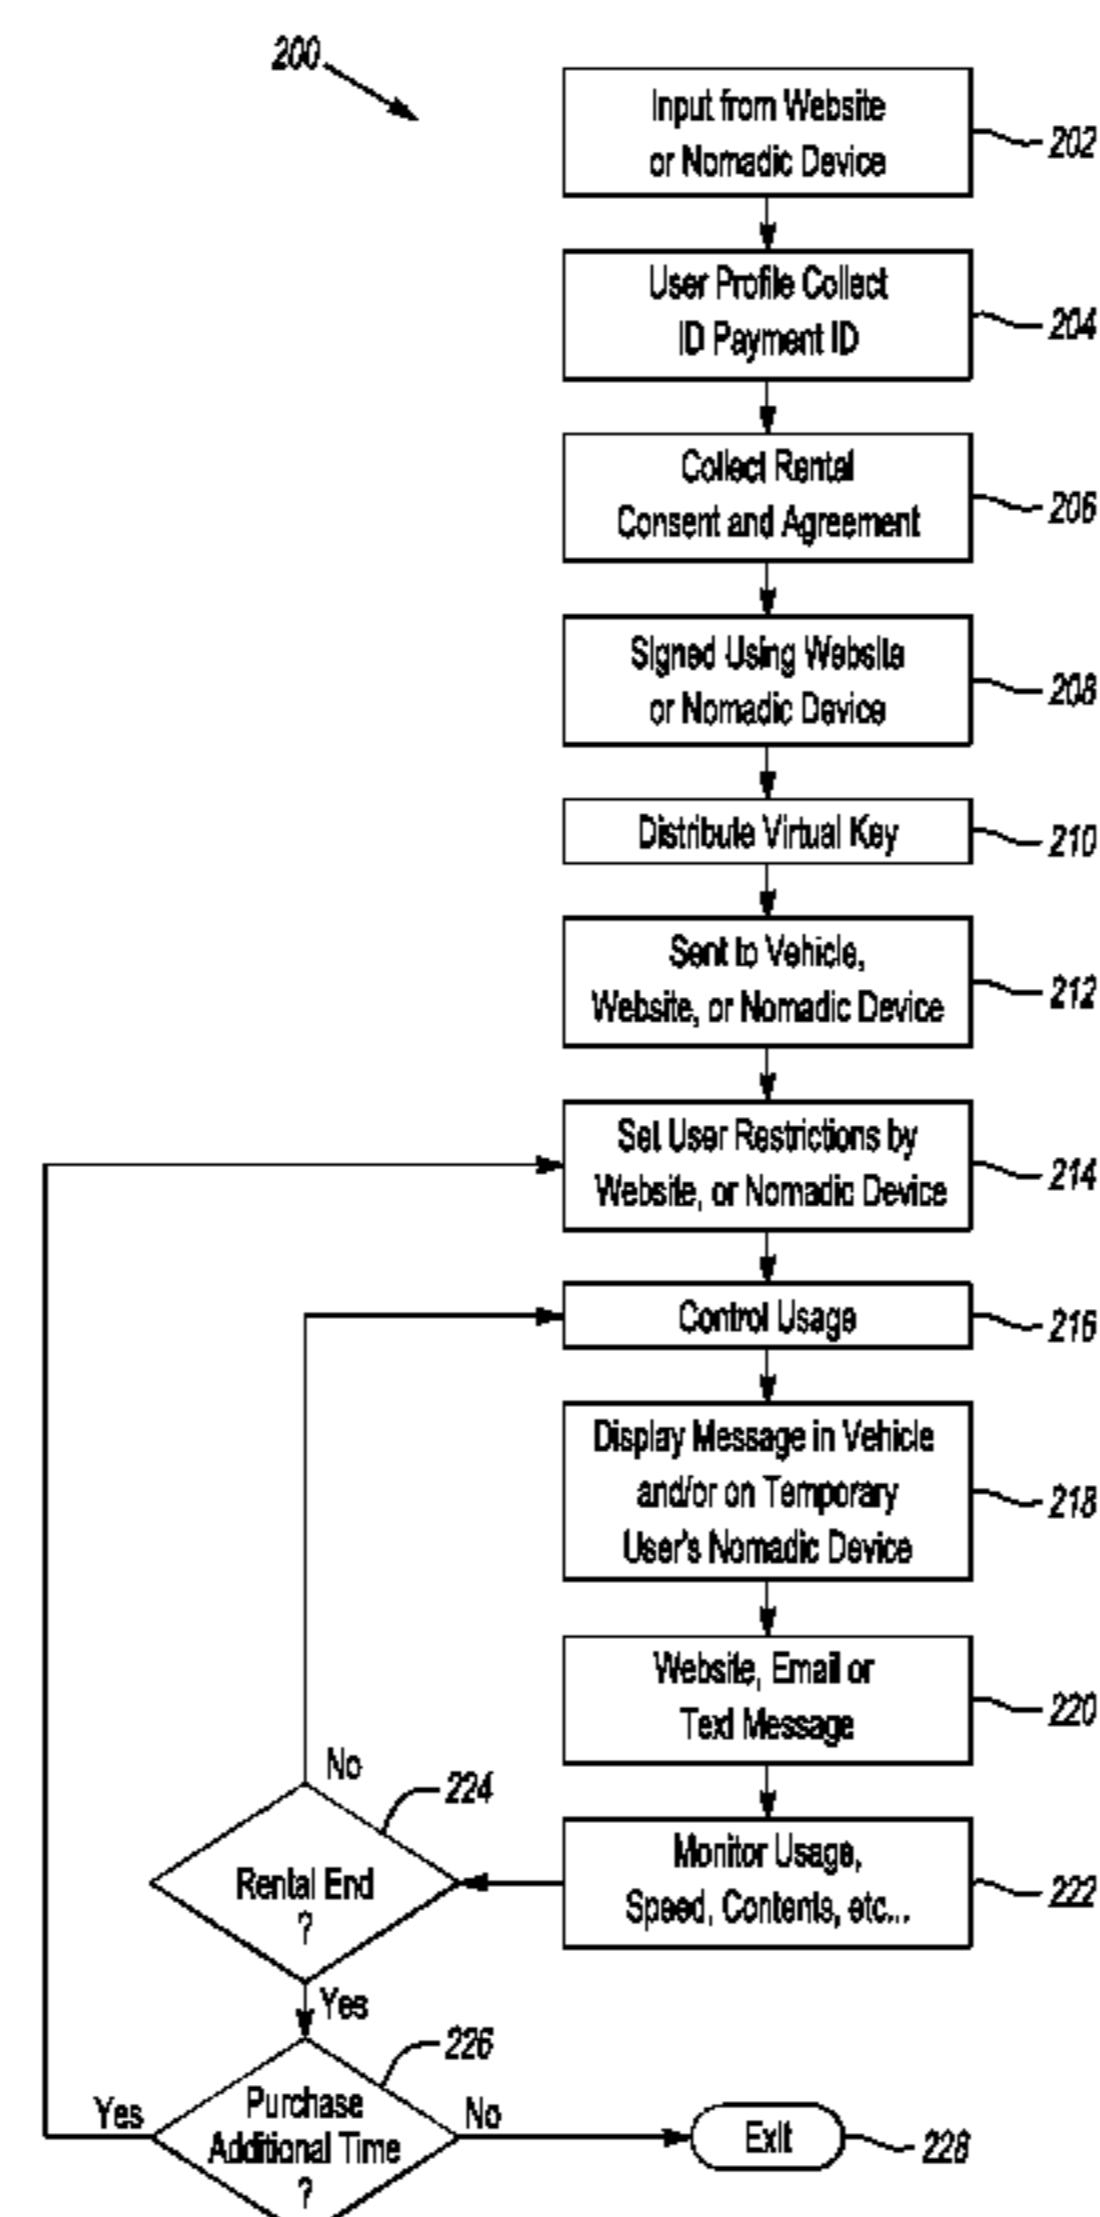 200
Input from Website
or Nomadic Device
202
User Profile Collect
ID Payment ID
204
Collect Rental
Consent and Agreement
206
Signed Using Website
or Nomadic Device
208
Distribute Virtual Key
210
Sent to Vehicle,
Website, or Nomadic Device
212
Set User Restrictions by
Website, or Nomadic Device
214
Control Usage
216
Display Message in Vehicle
and/or on Temporary
User's Nomadic Device
218
Website, Email or
Text Message
220
Monitor Usage,
Speed, Contents, etc...
222
No
224
Rental End
?
Yes
226
Purchase
Additional Time
?
Yes
No
Exit
228